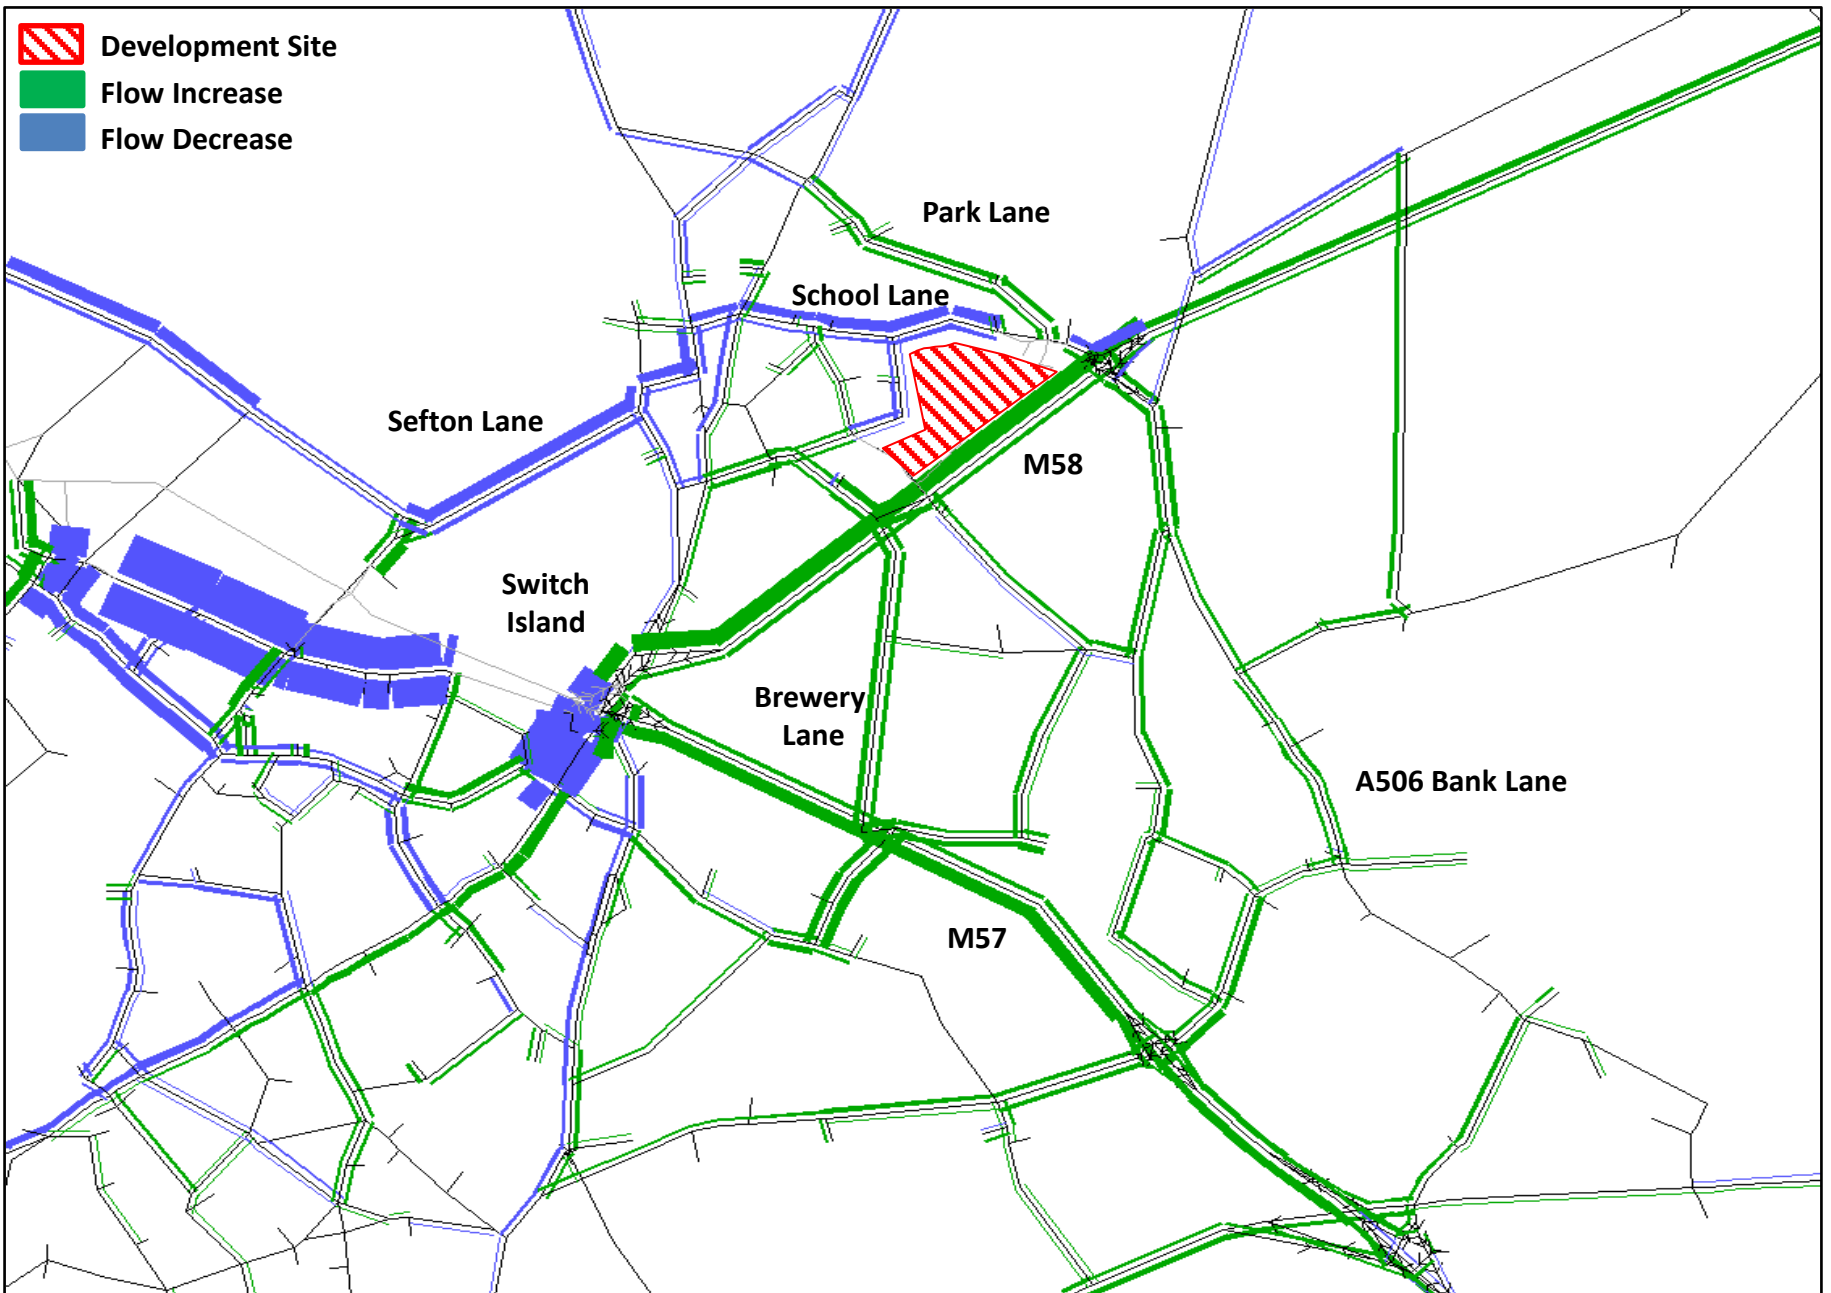 Development Site
Flow Increase
Flow Decrease
Park Lane
School Lane
Sefton Lane
M58
Switch
Island
Brewery
Lane
A506 Bank Lane
M57